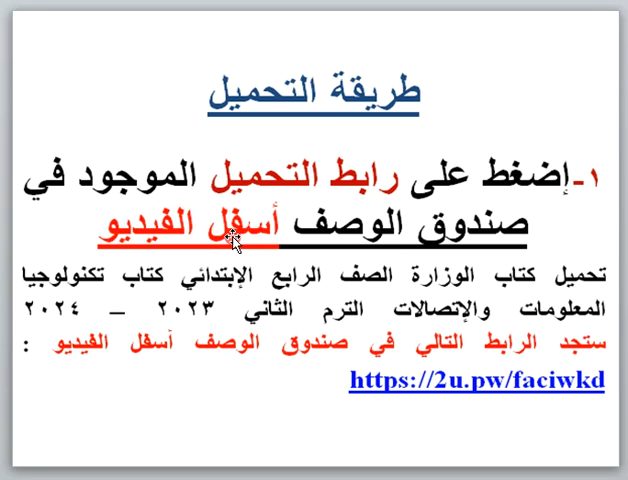 طريقة التحميل
١-إضغط على رابط التحميل الموجود في
صندوق الوصف أسفل الفيديو
تحميل كتاب الوزارة الصف الرابع الإبتدائي كتاب تكنولوجيا
المعلومات والإتصالات الترم الثاني ٢٠٢٣ – ٢٠٢٤
ستجد الرابط التالي في صندوق الوصف أسفل الفيديو :
https://2u.pw/faciwkd